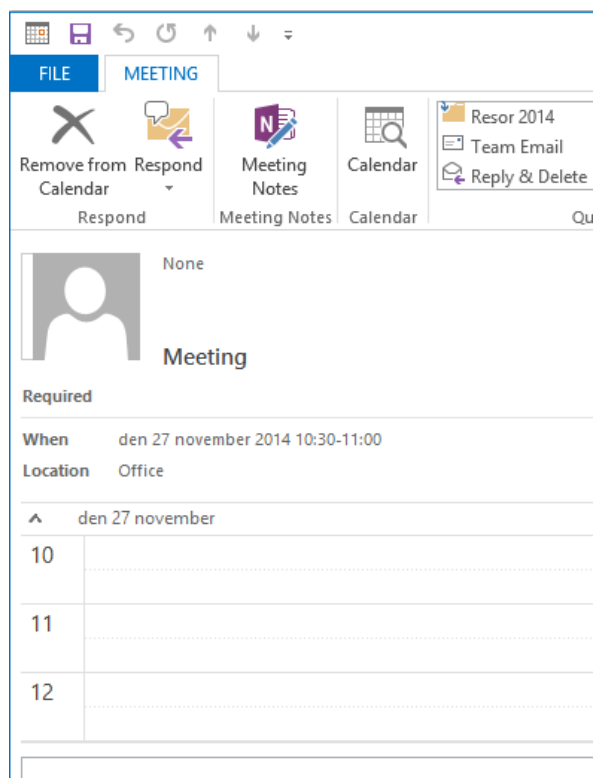 FILE MEETING
Resor 2014
Team Email
Reply & Delete
Remove from Calendar
Respond
Meeting Notes
Calendar
Respond Meeting Notes Calendar Qu
None
Meeting
Required
When den 27 november 2014 10:30-11:00
Location Office
den 27 november
10
11
12